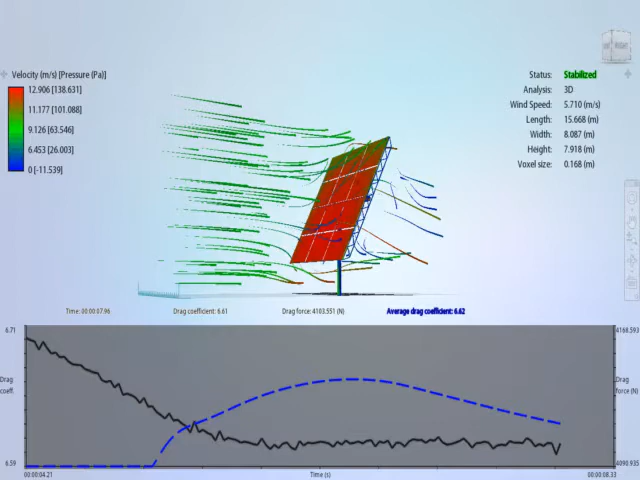 Velocity (m/s) [Pressure (Pa)]
12.906 [138.631]
11.177 [101.088]
9.126 [63.546]
6.453 [26.003]
0 [-11.539]
Status: Stabilized
Analysis: 3D
Wind Speed: 5.710 (m/s)
Length: 15.668 (m)
Width: 8.087 (m)
Height: 7.918 (m)
Voxel size: 0.168 (m)
Time: 00:00:07.96 Drag coefficient: 6.61 Drag force: 4103.551 (N) Average drag coefficient: 6.62
6.71
Drag
coeff.
6.59
4168.593
Drag
force (N)
4090.935
00:00:04.21 Time (s) 00:00:08.33